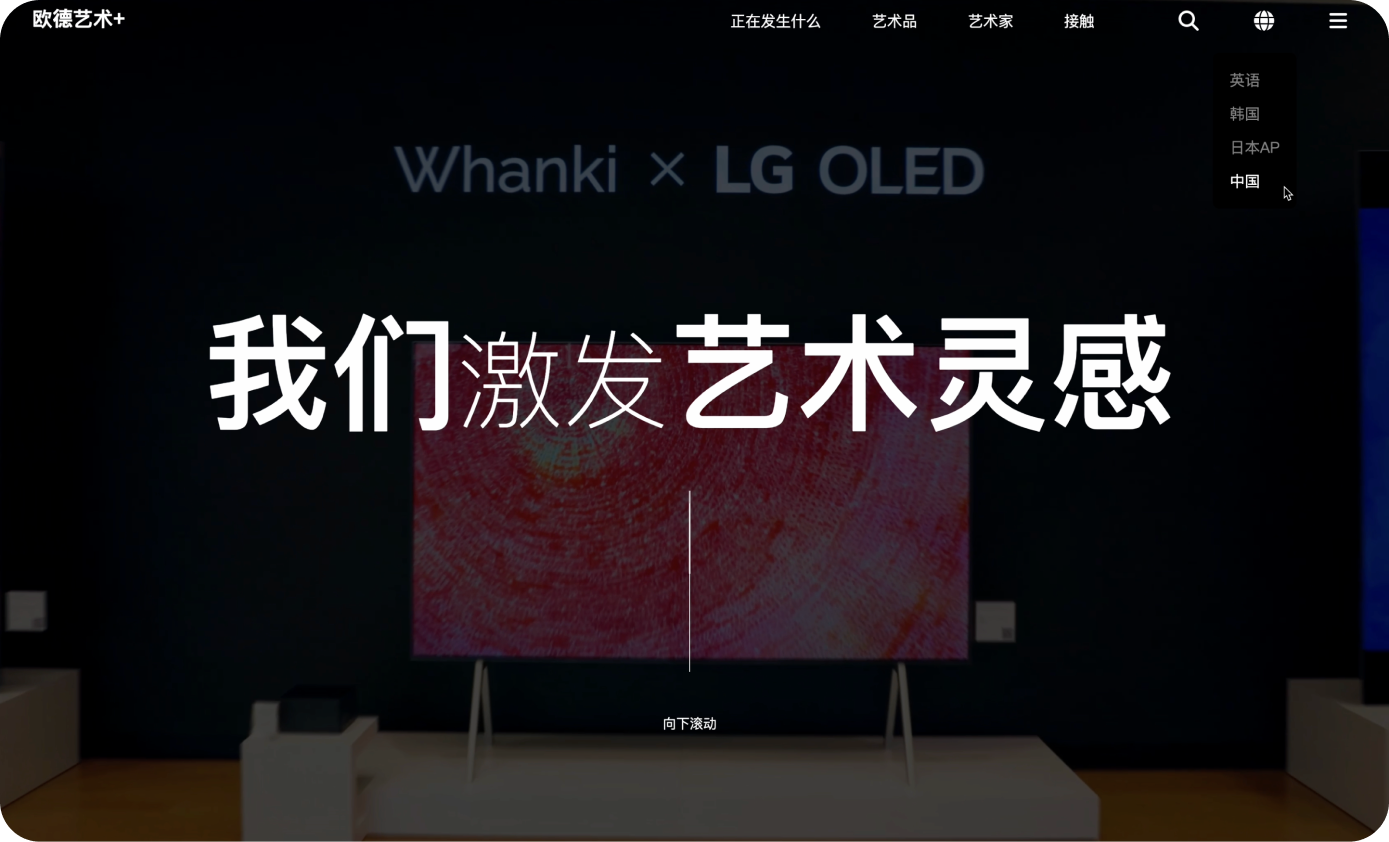 欧德艺术+
正在发生什么 艺术品 艺术家 接触
英语
韩国
日本AP
中国
Whanki × LG OLED
我们激发艺术灵感
向下滚动